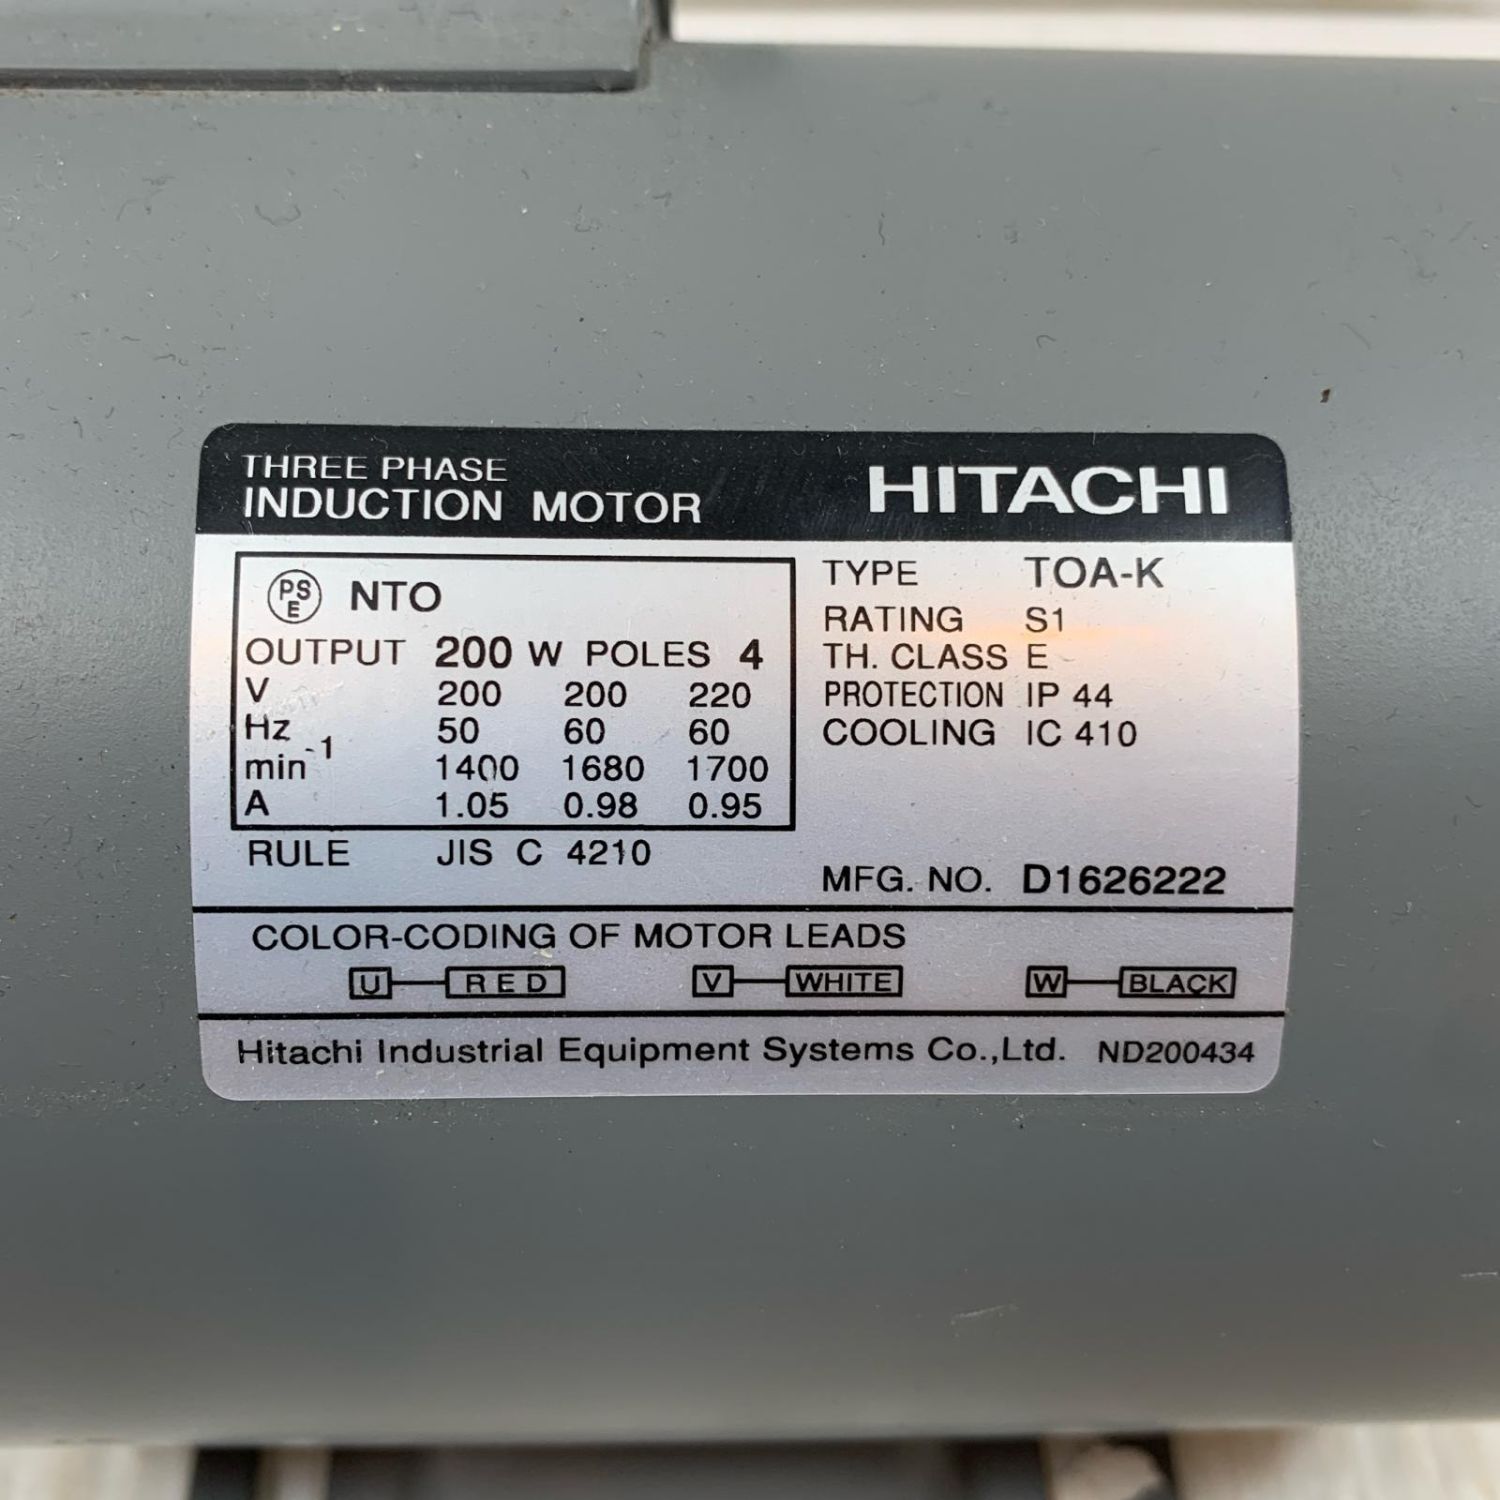 THREE PHASE
INDUCTION MOTOR
HITACHI
PSE NTO
OUTPUT 200 W POLES 4
V 200 200 220
Hz 50 60 60
min-1 1400 1680 1700
A 1.05 0.98 0.95
RULE JIS C 4210
TYPE TOA-K
RATING S1
TH. CLASS E
PROTECTION IP 44
COOLING IC 410
MFG. NO. D1626222
COLOR-CODING OF MOTOR LEADS
U RED V WHITE W BLACK
Hitachi Industrial Equipment Systems Co.,Ltd. ND200434